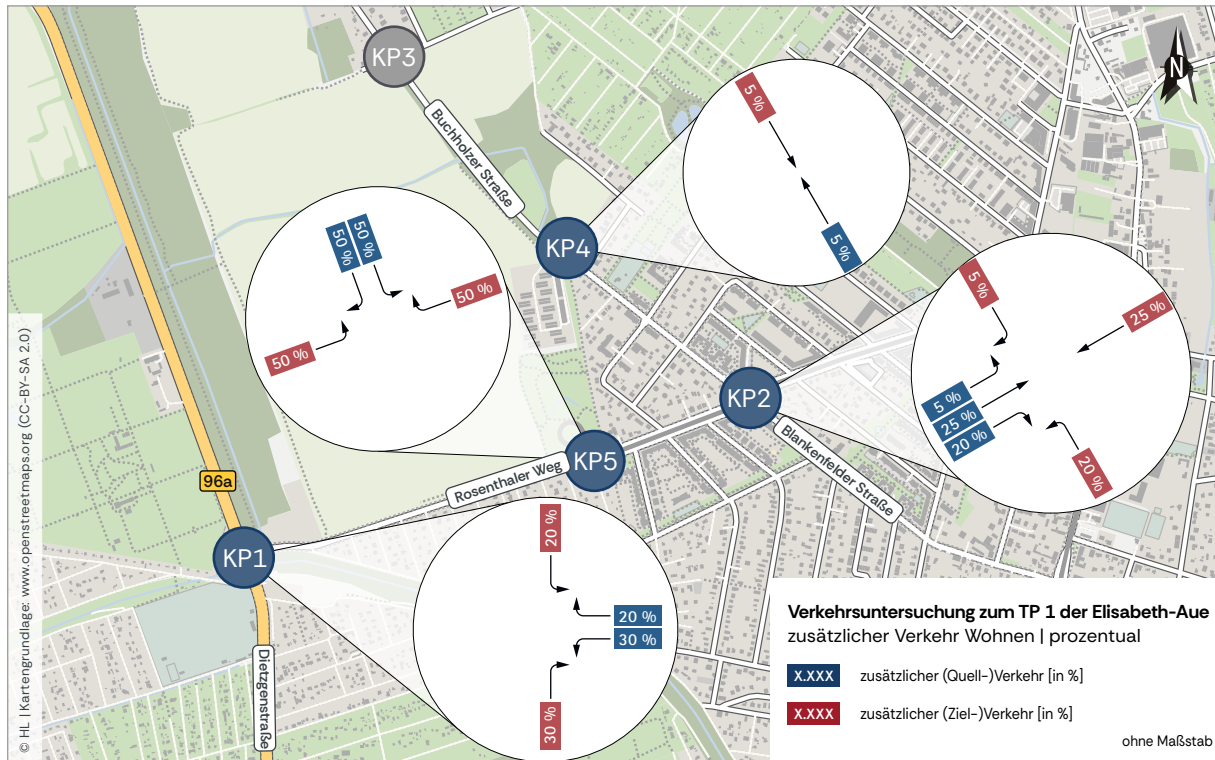 KP3
N
Buchholzer Straße
5 %
5 %
KP4
50 %
50 %
50 %
50 %
5 %
25 %
5 %
25 %
20 %
20 %
KP2
Blankenfelder Straße
KP5
Rosenthaler Weg
96a
KP1
Dietzgenstraße
20 %
20 %
30 %
30 %
Verkehrsuntersuchung zum TP 1 der Elisabeth-Aue
zusätzlicher Verkehr Wohnen | prozentual
X.XXX zusätzlicher (Quell-)Verkehr [in %]
X.XXX zusätzlicher (Ziel-)Verkehr [in %]
ohne Maßstab
© HL | Kartengrundlage: www.openstreetmaps.org (CC-BY-SA 2.0)